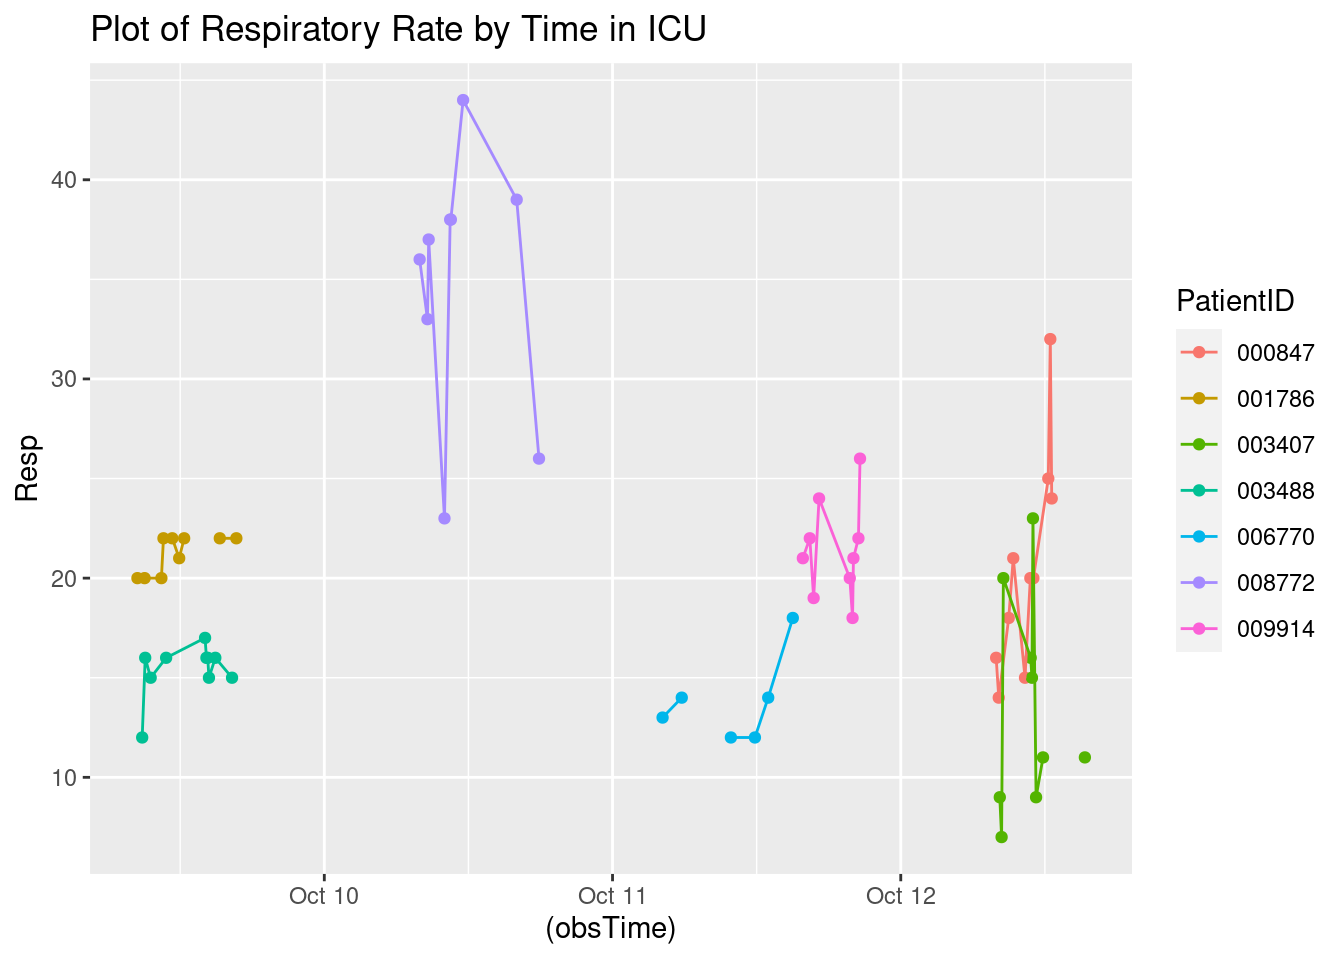 Plot of Respiratory Rate by Time in ICU
Resp
40
30
20
10
Oct 10
Oct 11
Oct 12
(obsTime)
PatientID
000847
001786
003407
003488
006770
008772
009914